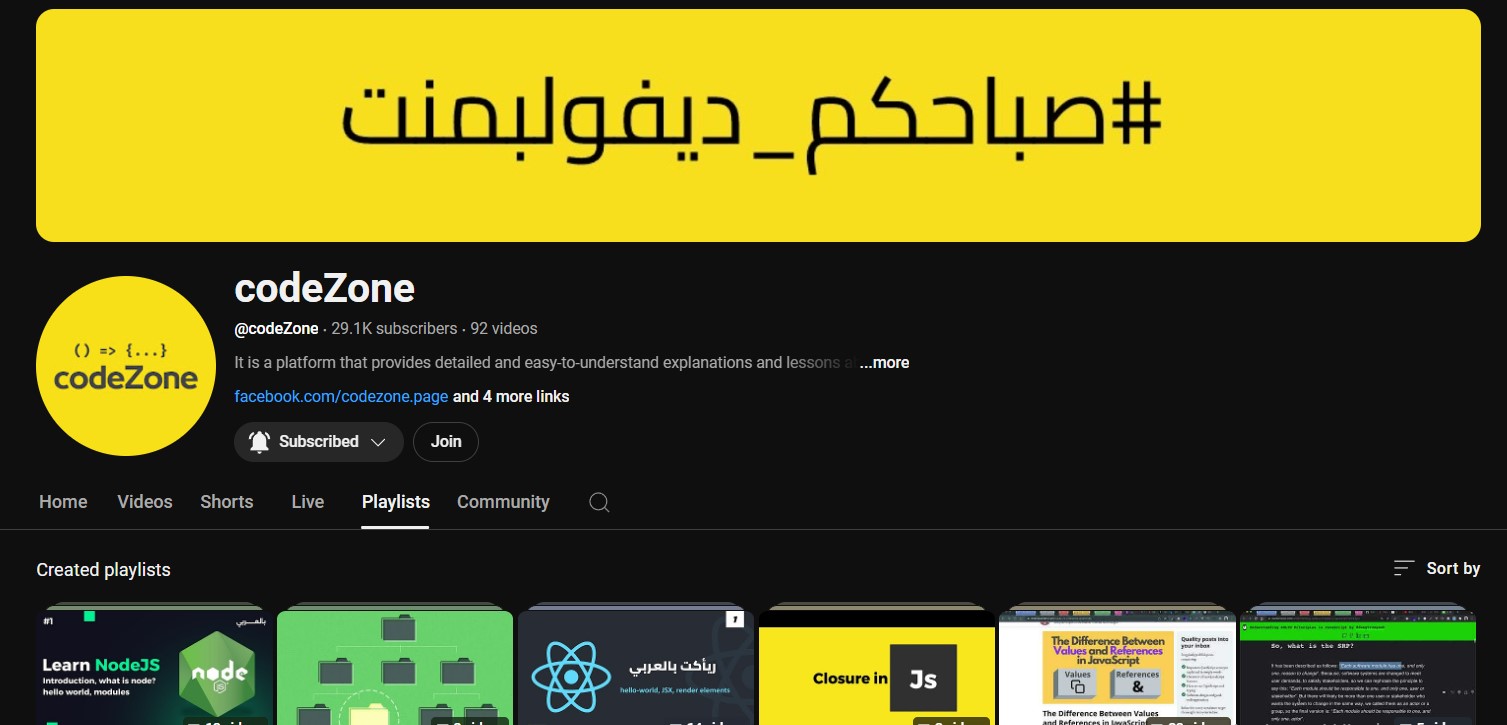 #صباحكم_ديفولبمنت
() => {...}
codeZone
codeZone
@codeZone · 29.1K subscribers · 92 videos
It is a platform that provides detailed and easy-to-understand explanations and lessons ...more
facebook.com/codezone.page and 4 more links
Subscribed
Join
Home Videos Shorts Live Playlists Community
Created playlists
Sort by
#1
بالعربي
Learn NodeJS
Introduction, what is node?
hello world, modules
node
JS
1
ريأكت بالعربي
hello-world, JSX, render elements
Closure in Js
The Difference Between
Values and References
in JavaScript
Values
References
&
Quality posts into
your inbox
The Difference Between Values
and References in JavaScript
So, what is the SRP?